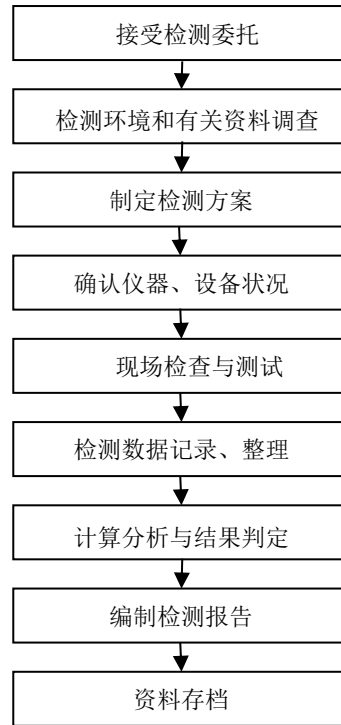 接受检测委托
检测环境和有关资料调查
制定检测方案
确认仪器、设备状况
现场检查与测试
检测数据记录、整理
计算分析与结果判定
编制检测报告
资料存档